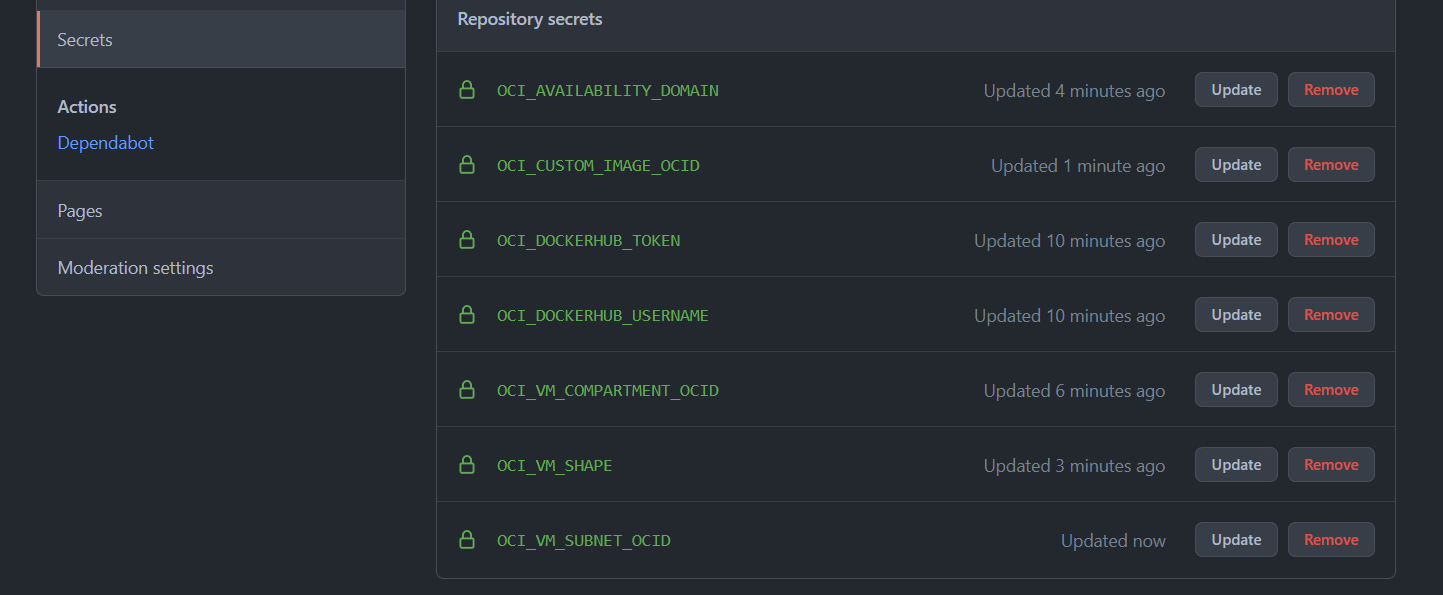 Secrets
Actions
Dependabot
Pages
Moderation settings
Repository secrets
OCI_AVAILABILITY_DOMAIN Updated 4 minutes ago Update Remove
OCI_CUSTOM_IMAGE_OCID Updated 1 minute ago Update Remove
OCI_DOCKERHUB_TOKEN Updated 10 minutes ago Update Remove
OCI_DOCKERHUB_USERNAME Updated 10 minutes ago Update Remove
OCI_VM_COMPARTMENT_OCID Updated 6 minutes ago Update Remove
OCI_VM_SHAPE Updated 3 minutes ago Update Remove
OCI_VM_SUBNET_OCID Updated now Update Remove